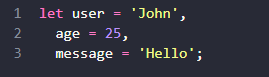 1 let user = 'John',
2   age = 25,
3   message = 'Hello';